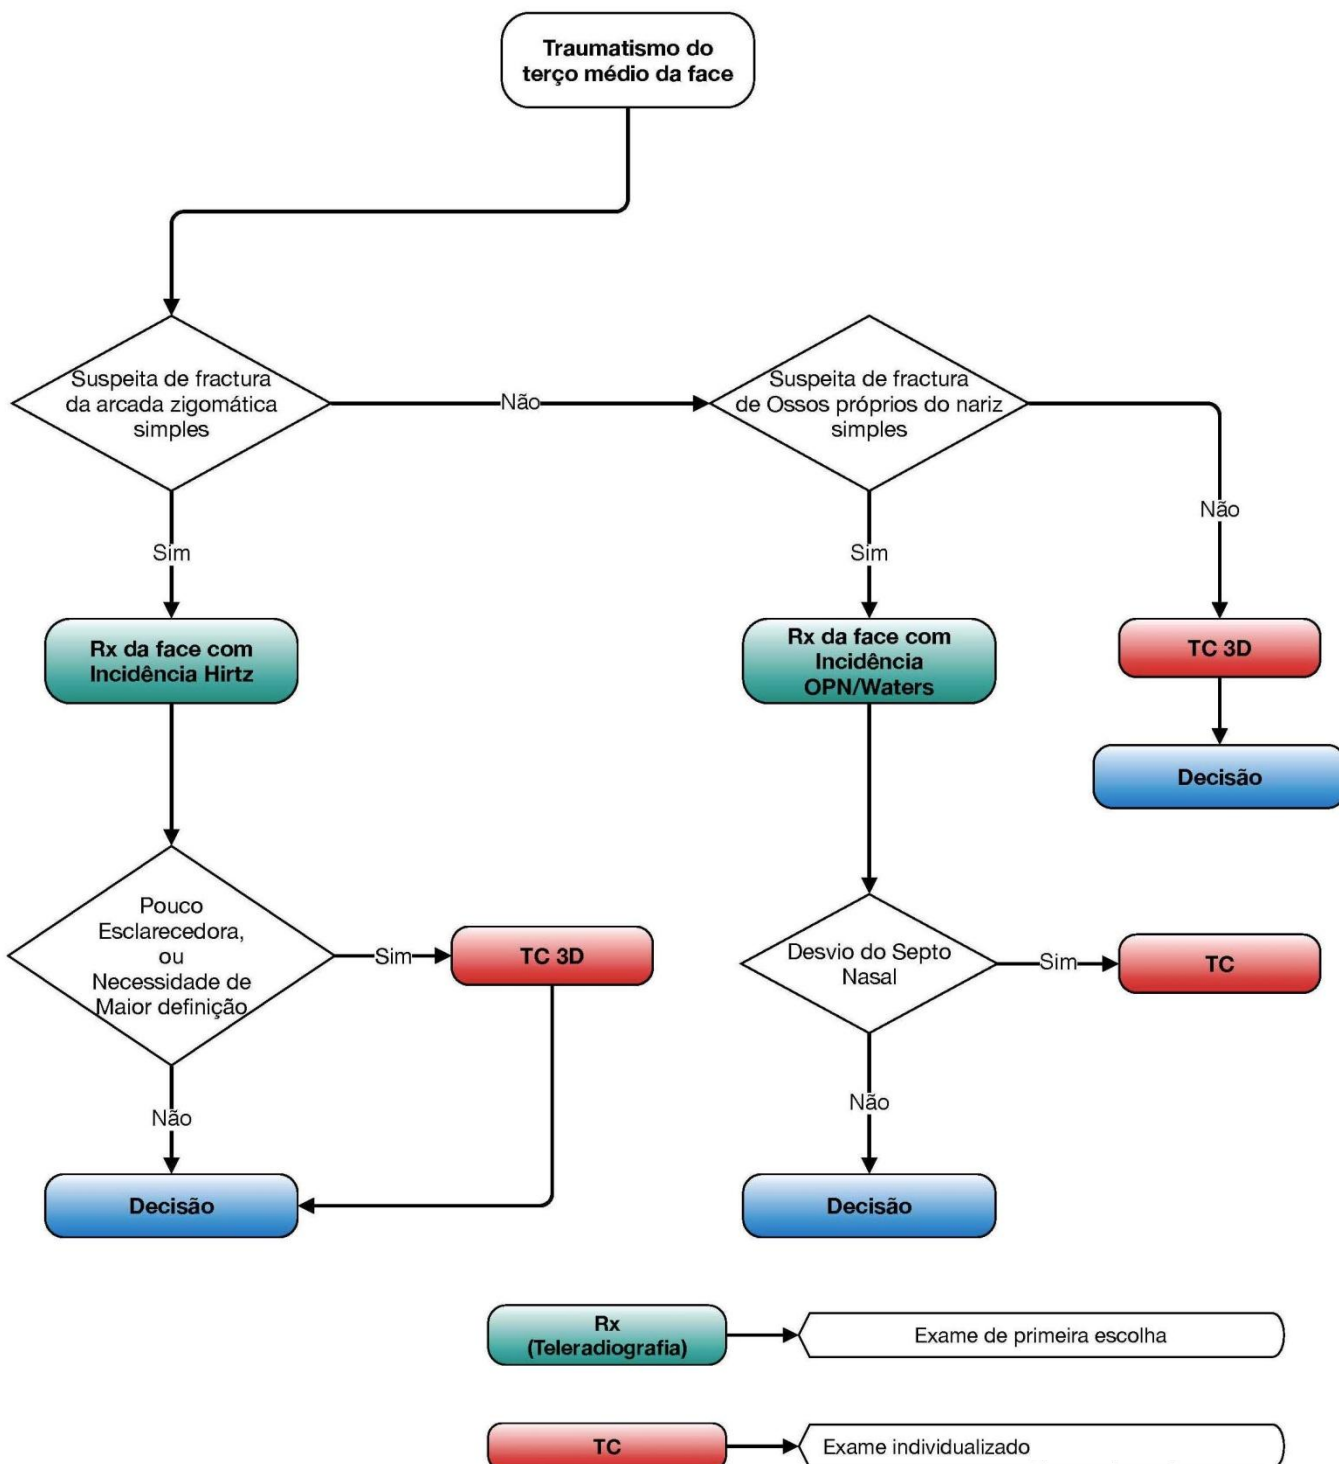 Traumatismo do
terço médio da face
Suspeita de fractura
da arcada zigomática
simples
Não
Suspeita de fractura
de Ossos próprios do nariz
simples
Não
Sim
Sim
Rx da face com
Incidência Hirtz
Rx da face com
Incidência
OPN/Waters
TC 3D
Decisão
Pouco
Esclarecedora,
ou
Necessidade de
Maior definição
Sim
TC 3D
Desvio do Septo
Nasal
Sim
TC
Não
Não
Decisão
Decisão
Rx
(Teleradiografia)
Exame de primeira escolha
TC
Exame individualizado